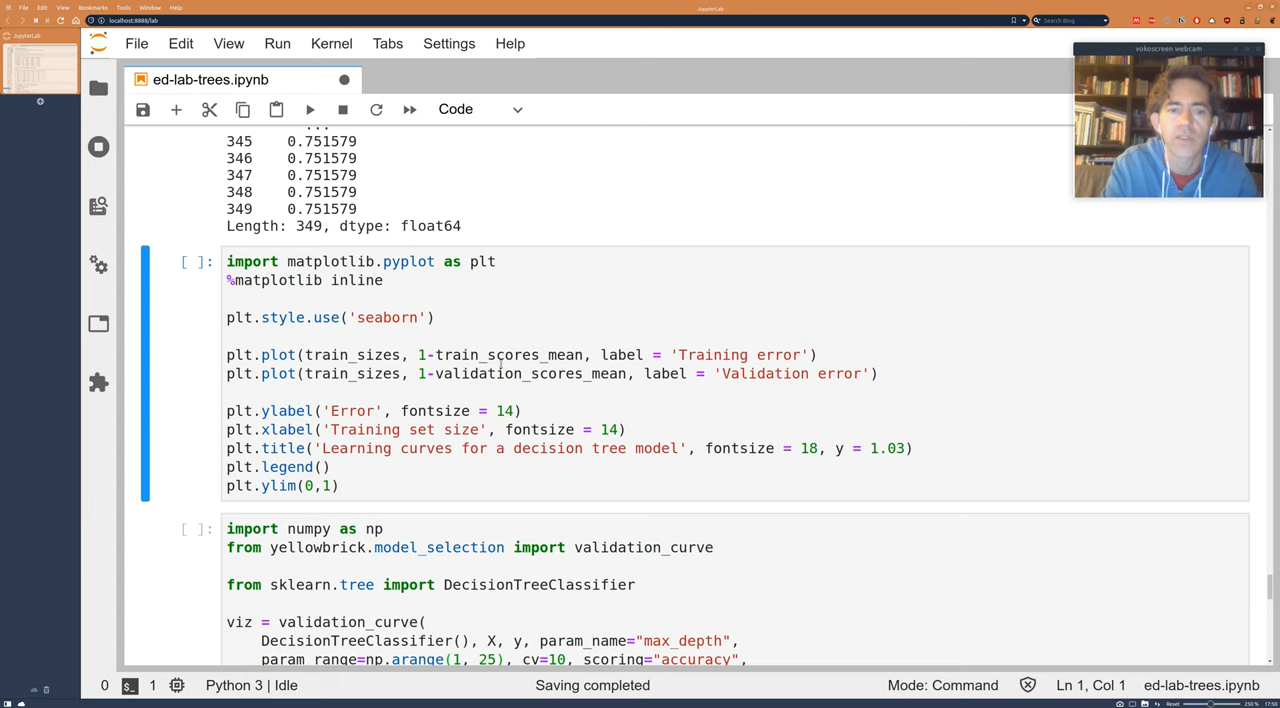 File Edit View History Bookmarks Tools Window Help
JupyterLab
localhost:8888/lab
Search Bing
JupyterLab
File Edit View Run Kernel Tabs Settings Help
vokoscreen webcam
ed-lab-trees.ipynb
Code
...
345 0.751579
346 0.751579
347 0.751579
348 0.751579
349 0.751579
Length: 349, dtype: float64
[ ]: import matplotlib.pyplot as plt
%matplotlib inline
plt.style.use('seaborn')
plt.plot(train_sizes, 1-train_scores_mean, label = 'Training error')
plt.plot(train_sizes, 1-validation_scores_mean, label = 'Validation error')
plt.ylabel('Error', fontsize = 14)
plt.xlabel('Training set size', fontsize = 14)
plt.title('Learning curves for a decision tree model', fontsize = 18, y = 1.03)
plt.legend()
plt.ylim(0,1)
[ ]: import numpy as np
from yellowbrick.model_selection import validation_curve
from sklearn.tree import DecisionTreeClassifier
viz = validation_curve(
DecisionTreeClassifier(), X, y, param_name="max_depth",
param_range=np.arange(1, 25), cv=10, scoring="accuracy",
0 $_ 1 Python 3 | Idle Saving completed Mode: Command Ln 1, Col 1 ed-lab-trees.ipynb
Reset 250 % 17:50